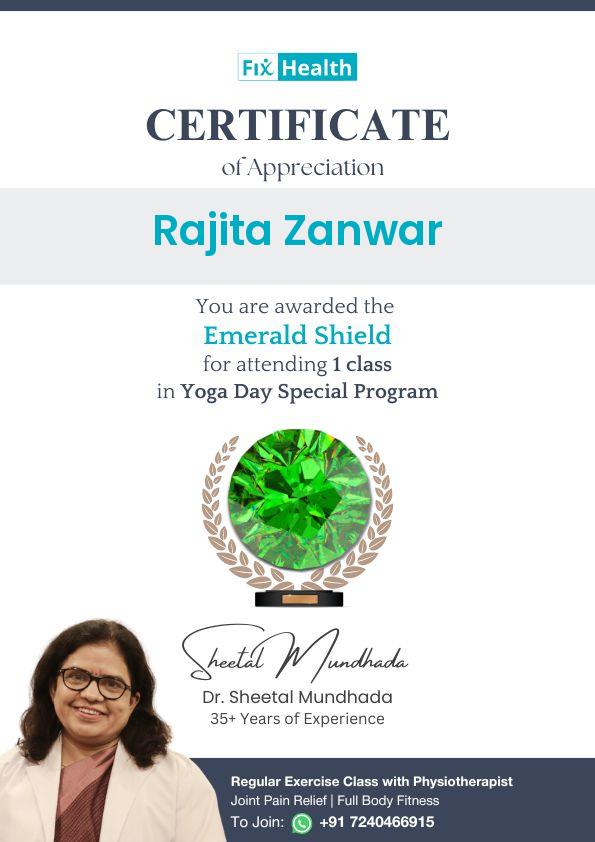 Fix Health
CERTIFICATE
of Appreciation
Rajita Zanwar
You are awarded the
Emerald Shield
for attending 1 class
in Yoga Day Special Program
Sheetal Mundhada
Dr. Sheetal Mundhada
35+ Years of Experience
Regular Exercise Class with Physiotherapist
Joint Pain Relief | Full Body Fitness
To Join: +91 7240466915